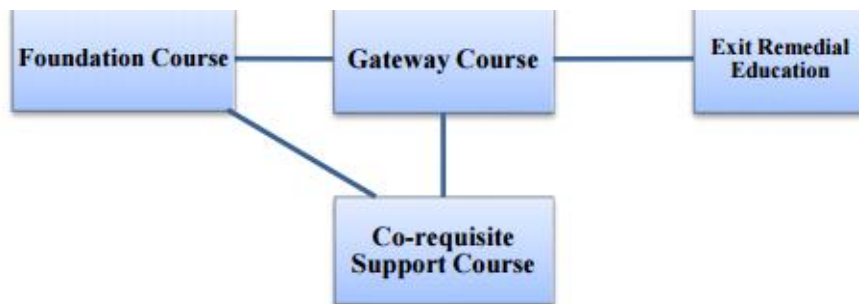 Foundation Course
Gateway Course
Exit Remedial
Education
Co-requisite
Support Course